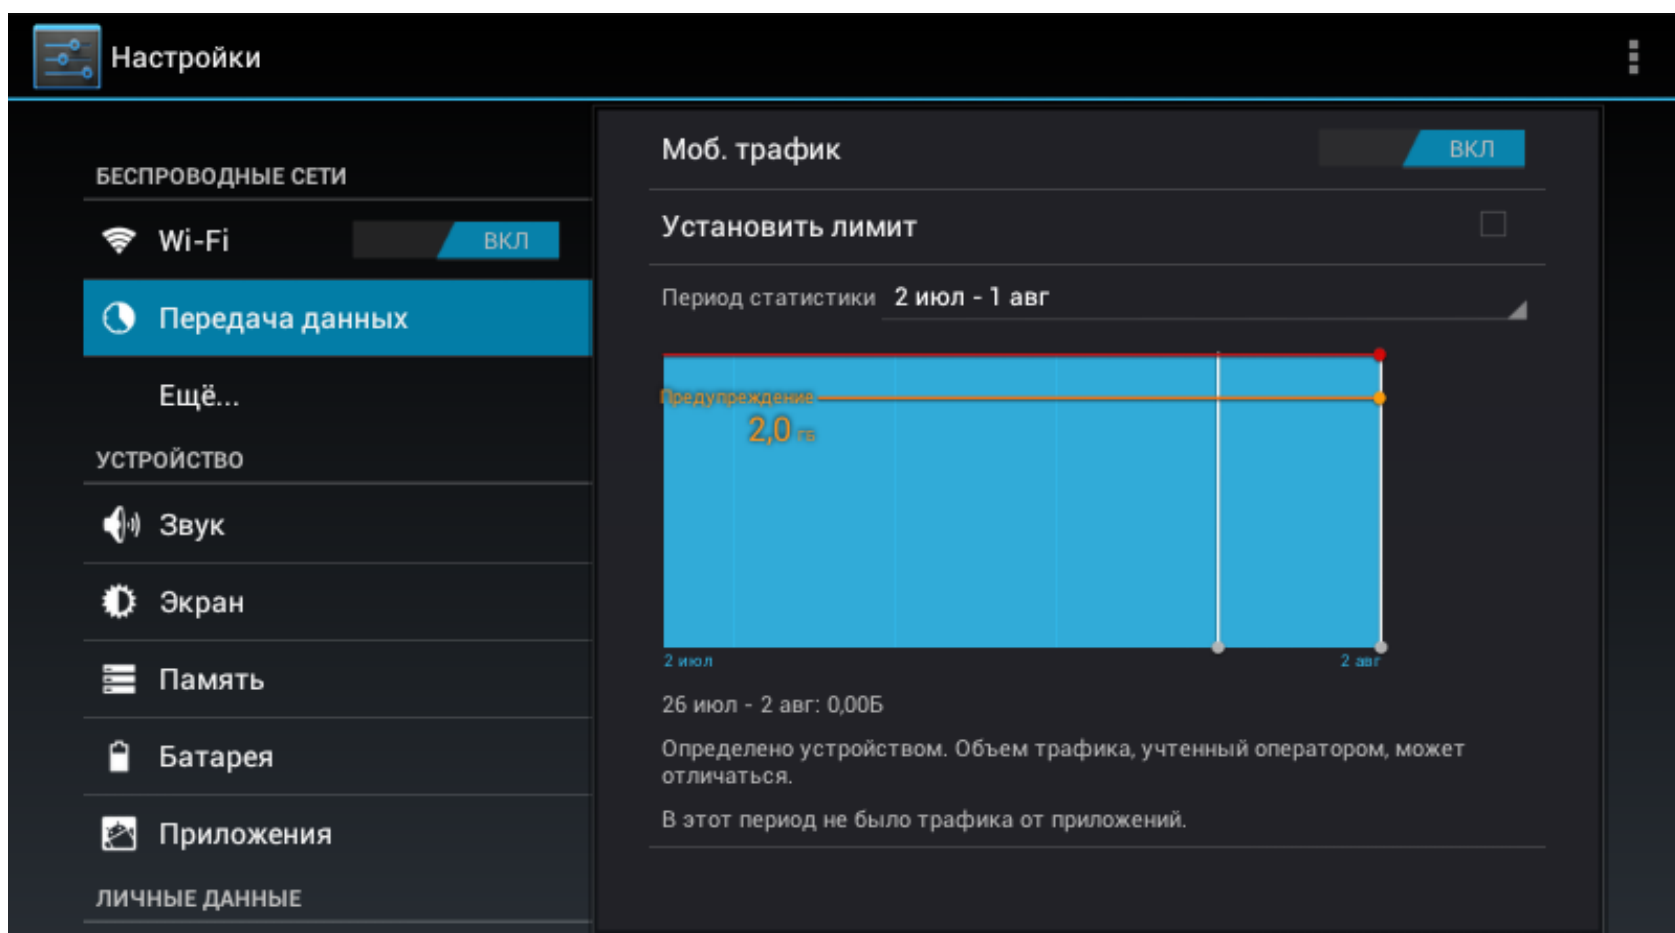 Настройки
БЕСПРОВОДНЫЕ СЕТИ
Wi-Fi ВКЛ
Передача данных
Ещё...
УСТРОЙСТВО
Звук
Экран
Память
Батарея
Приложения
ЛИЧНЫЕ ДАННЫЕ
Моб. трафик ВКЛ
Установить лимит
Период статистики 2 июл - 1 авг
Предупреждение
2,0 ГБ
2 июл 2 авг
26 июл - 2 авг: 0,00Б
Определено устройством. Объем трафика, учтенный оператором, может
отличаться.
В этот период не было трафика от приложений.